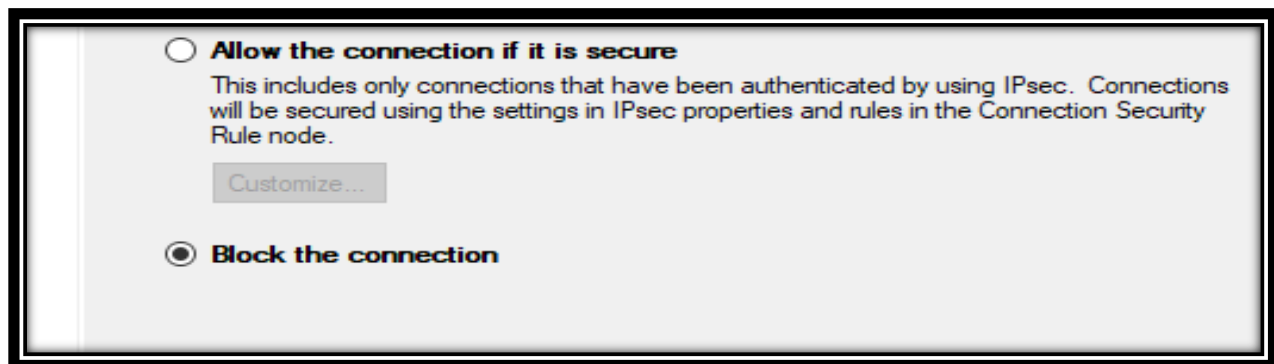 Allow the connection if it is secure
This includes only connections that have been authenticated by using IPsec.  Connections
will be secured using the settings in IPsec properties and rules in the Connection Security
Rule node.
Customize...
Block the connection